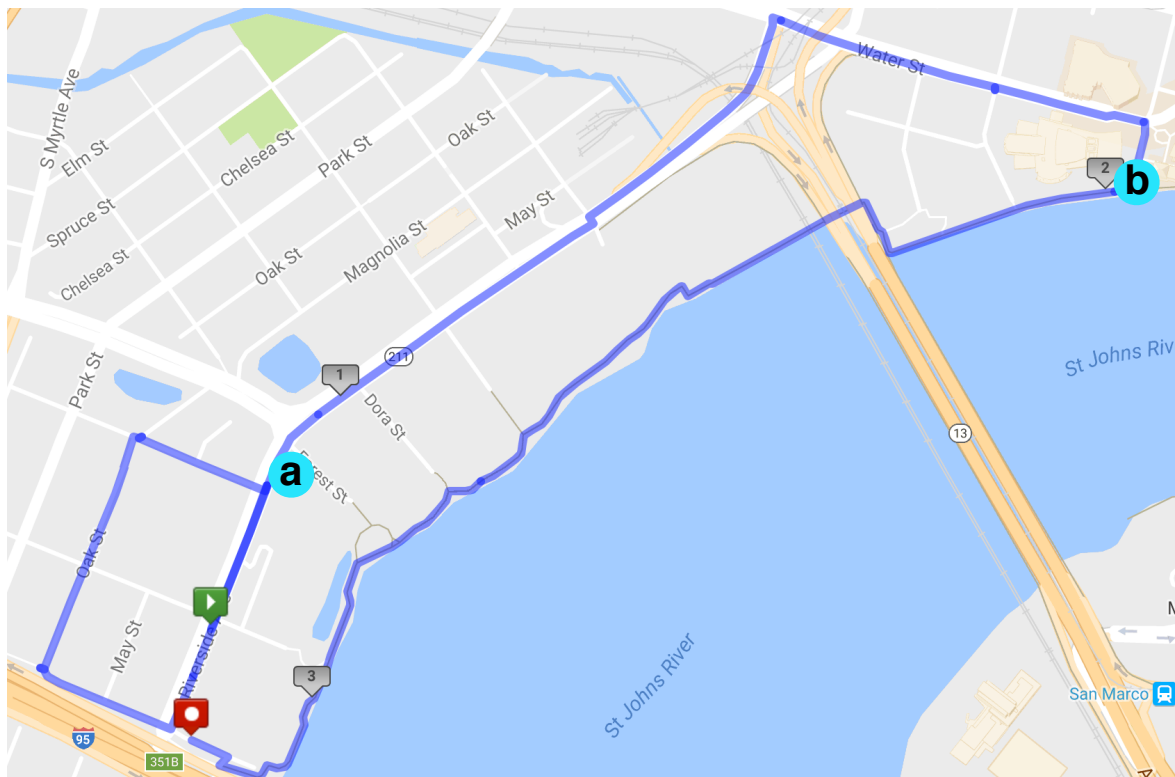 Water St
S Myrtle Ave
Elm St
Chelsea St
Park St
Oak St
2
b
Spruce St
May St
Magnolia St
Oak St
Chelsea St
211
1
Park St
Dora St
St Johns Riv
13
a
Forest St
Oak St
May St
Riverside
3
St Johns River
M
San Marco
95
351B
A